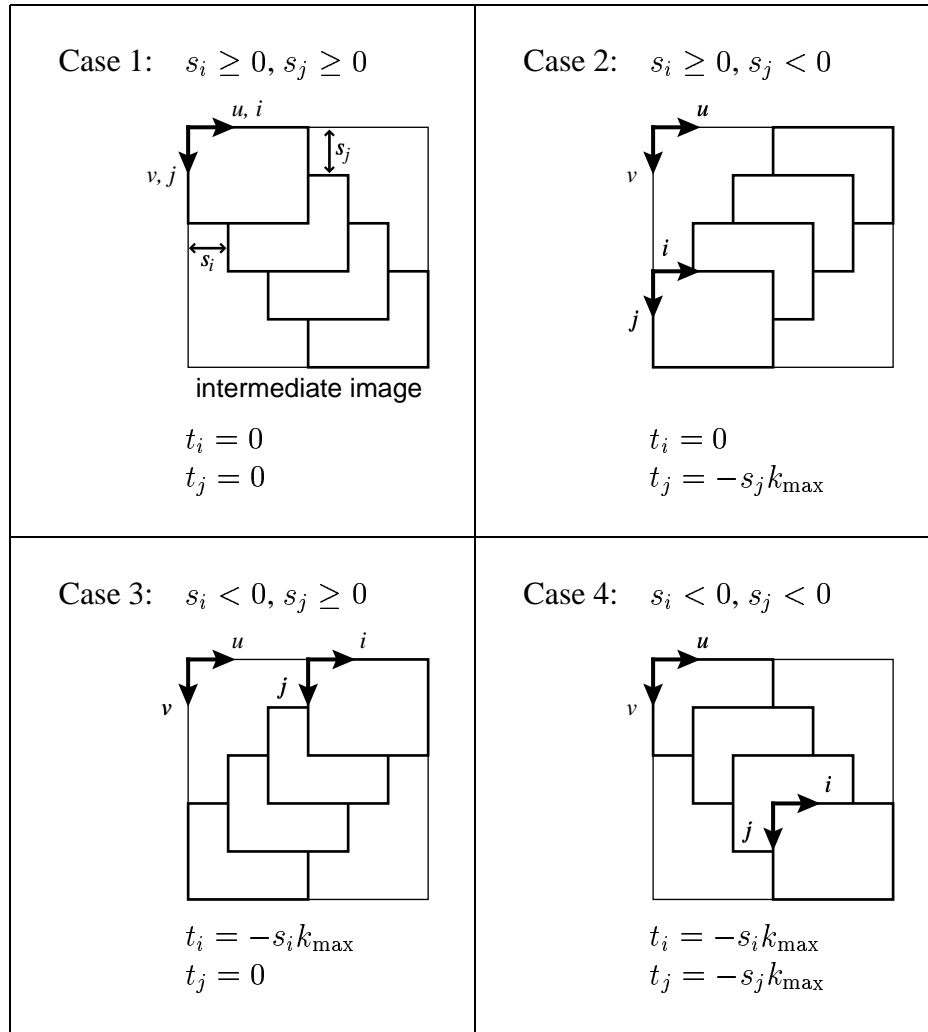 Case 1: s_i ≥ 0, s_j ≥ 0
u, i
v, j
s_j
s_i
intermediate image
t_i = 0
t_j = 0
Case 2: s_i ≥ 0, s_j < 0
u
v
i
j
t_i = 0
t_j = −s_j k_max
Case 3: s_i < 0, s_j ≥ 0
u
i
j
v
t_i = −s_i k_max
t_j = 0
Case 4: s_i < 0, s_j < 0
u
v
i
j
t_i = −s_i k_max
t_j = −s_j k_max